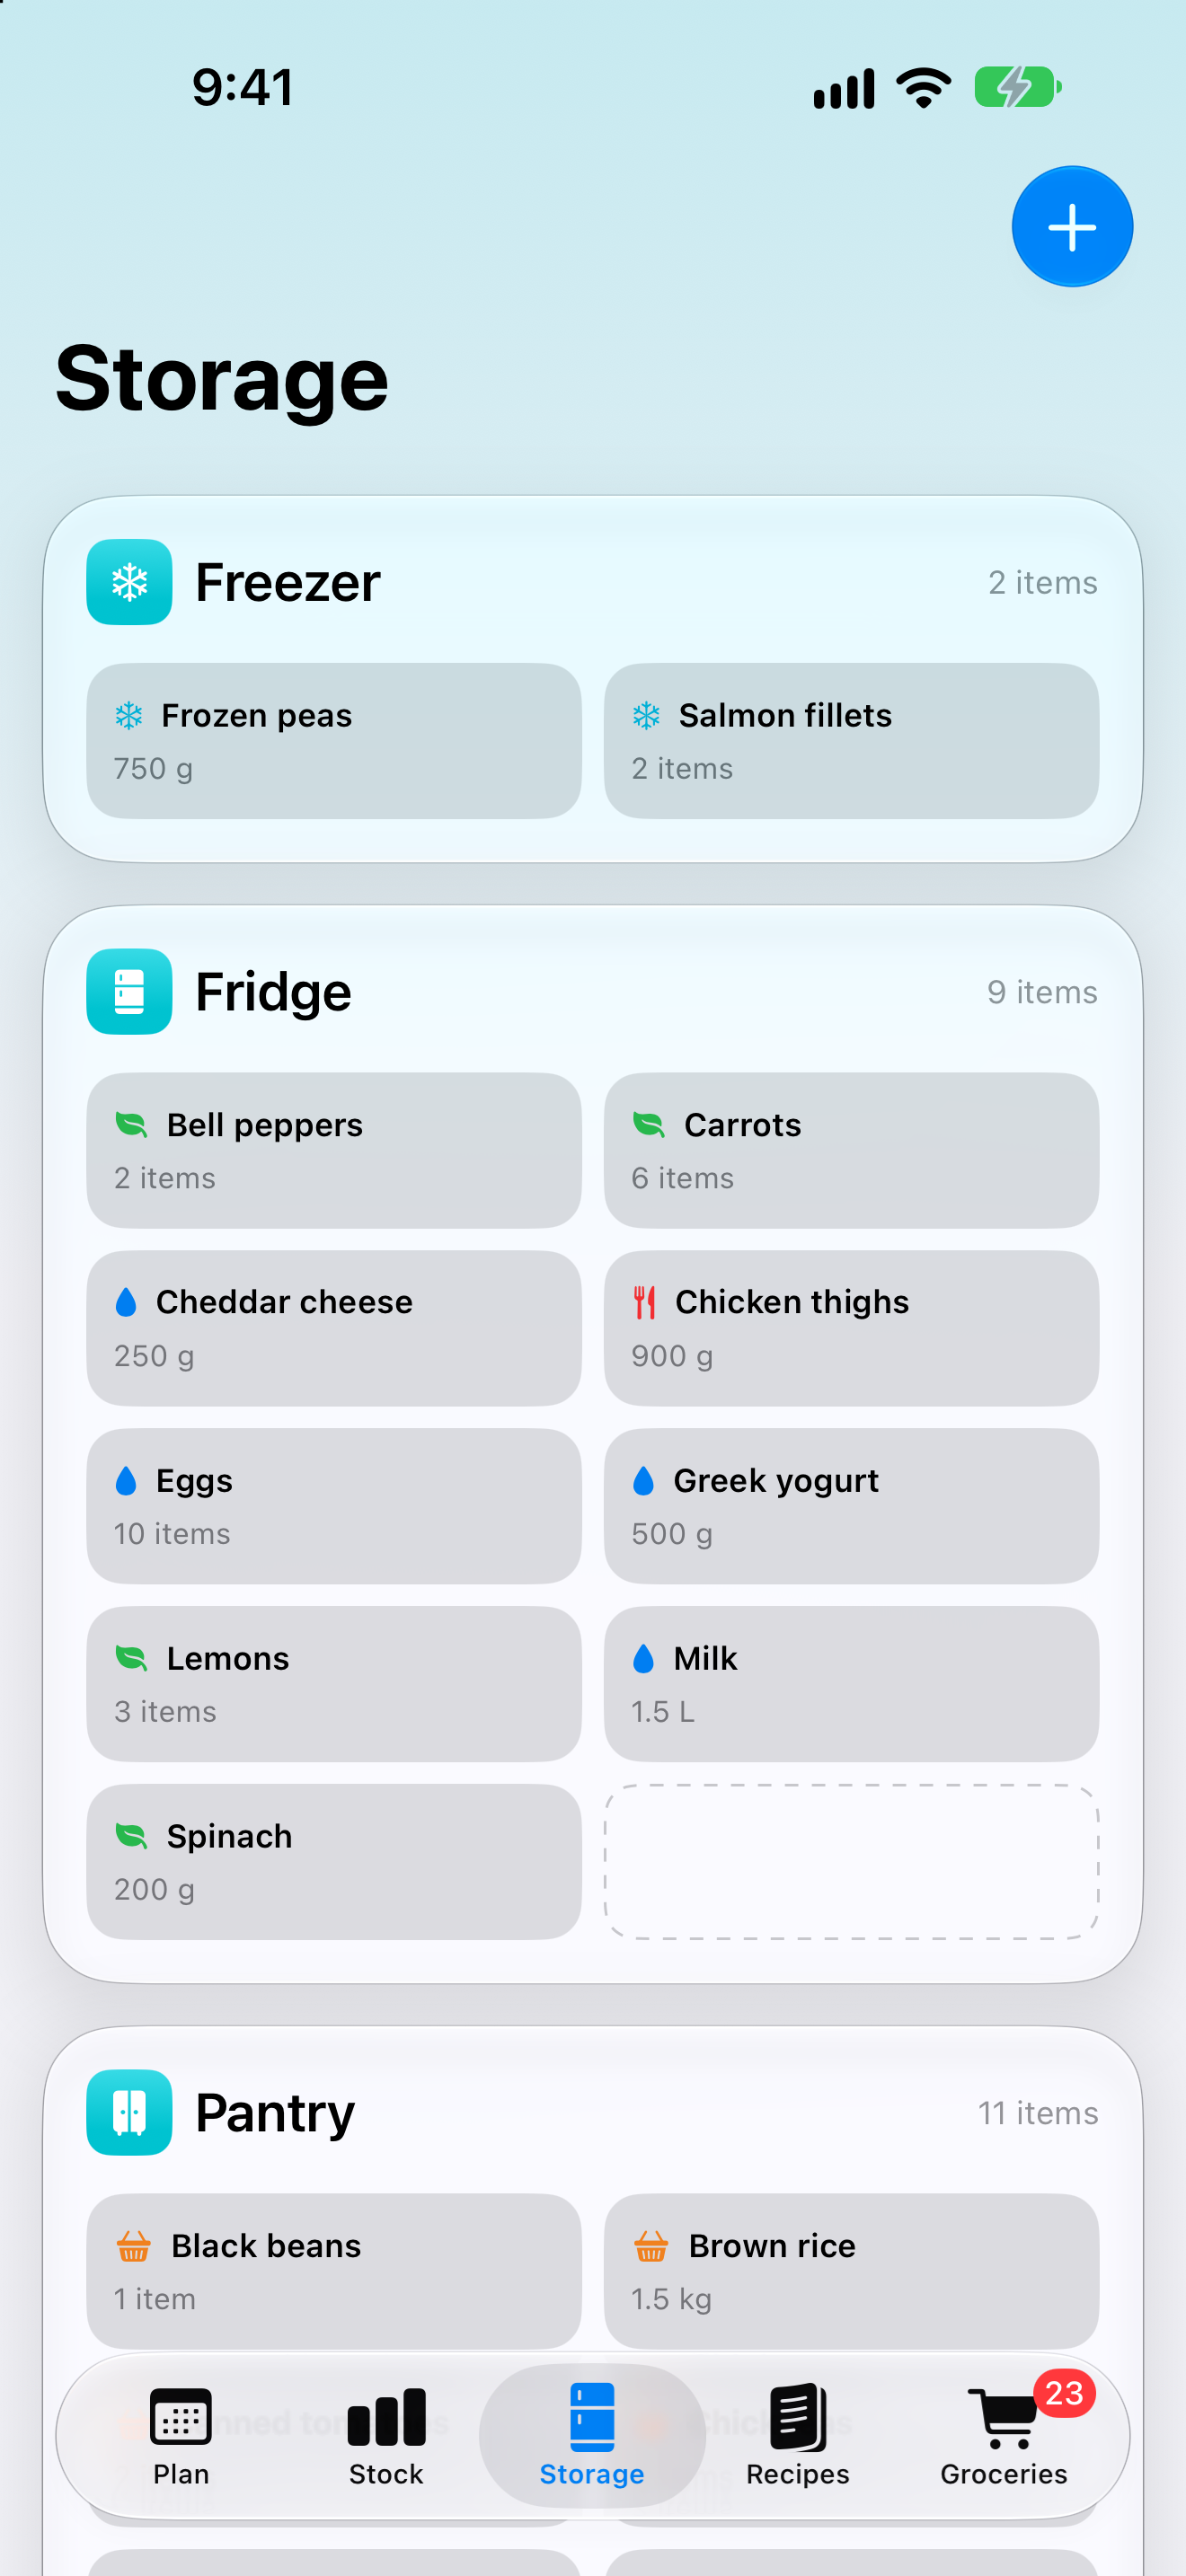 9:41
Storage
Freezer
2 items
Frozen peas
750 g
Salmon fillets
2 items
Fridge
9 items
Bell peppers
2 items
Carrots
6 items
Cheddar cheese
250 g
Chicken thighs
900 g
Eggs
10 items
Greek yogurt
500 g
Lemons
3 items
Milk
1.5 L
Spinach
200 g
Pantry
11 items
Black beans
1 item
Brown rice
1.5 kg
23
Plan
Stock
Storage
Recipes
Groceries